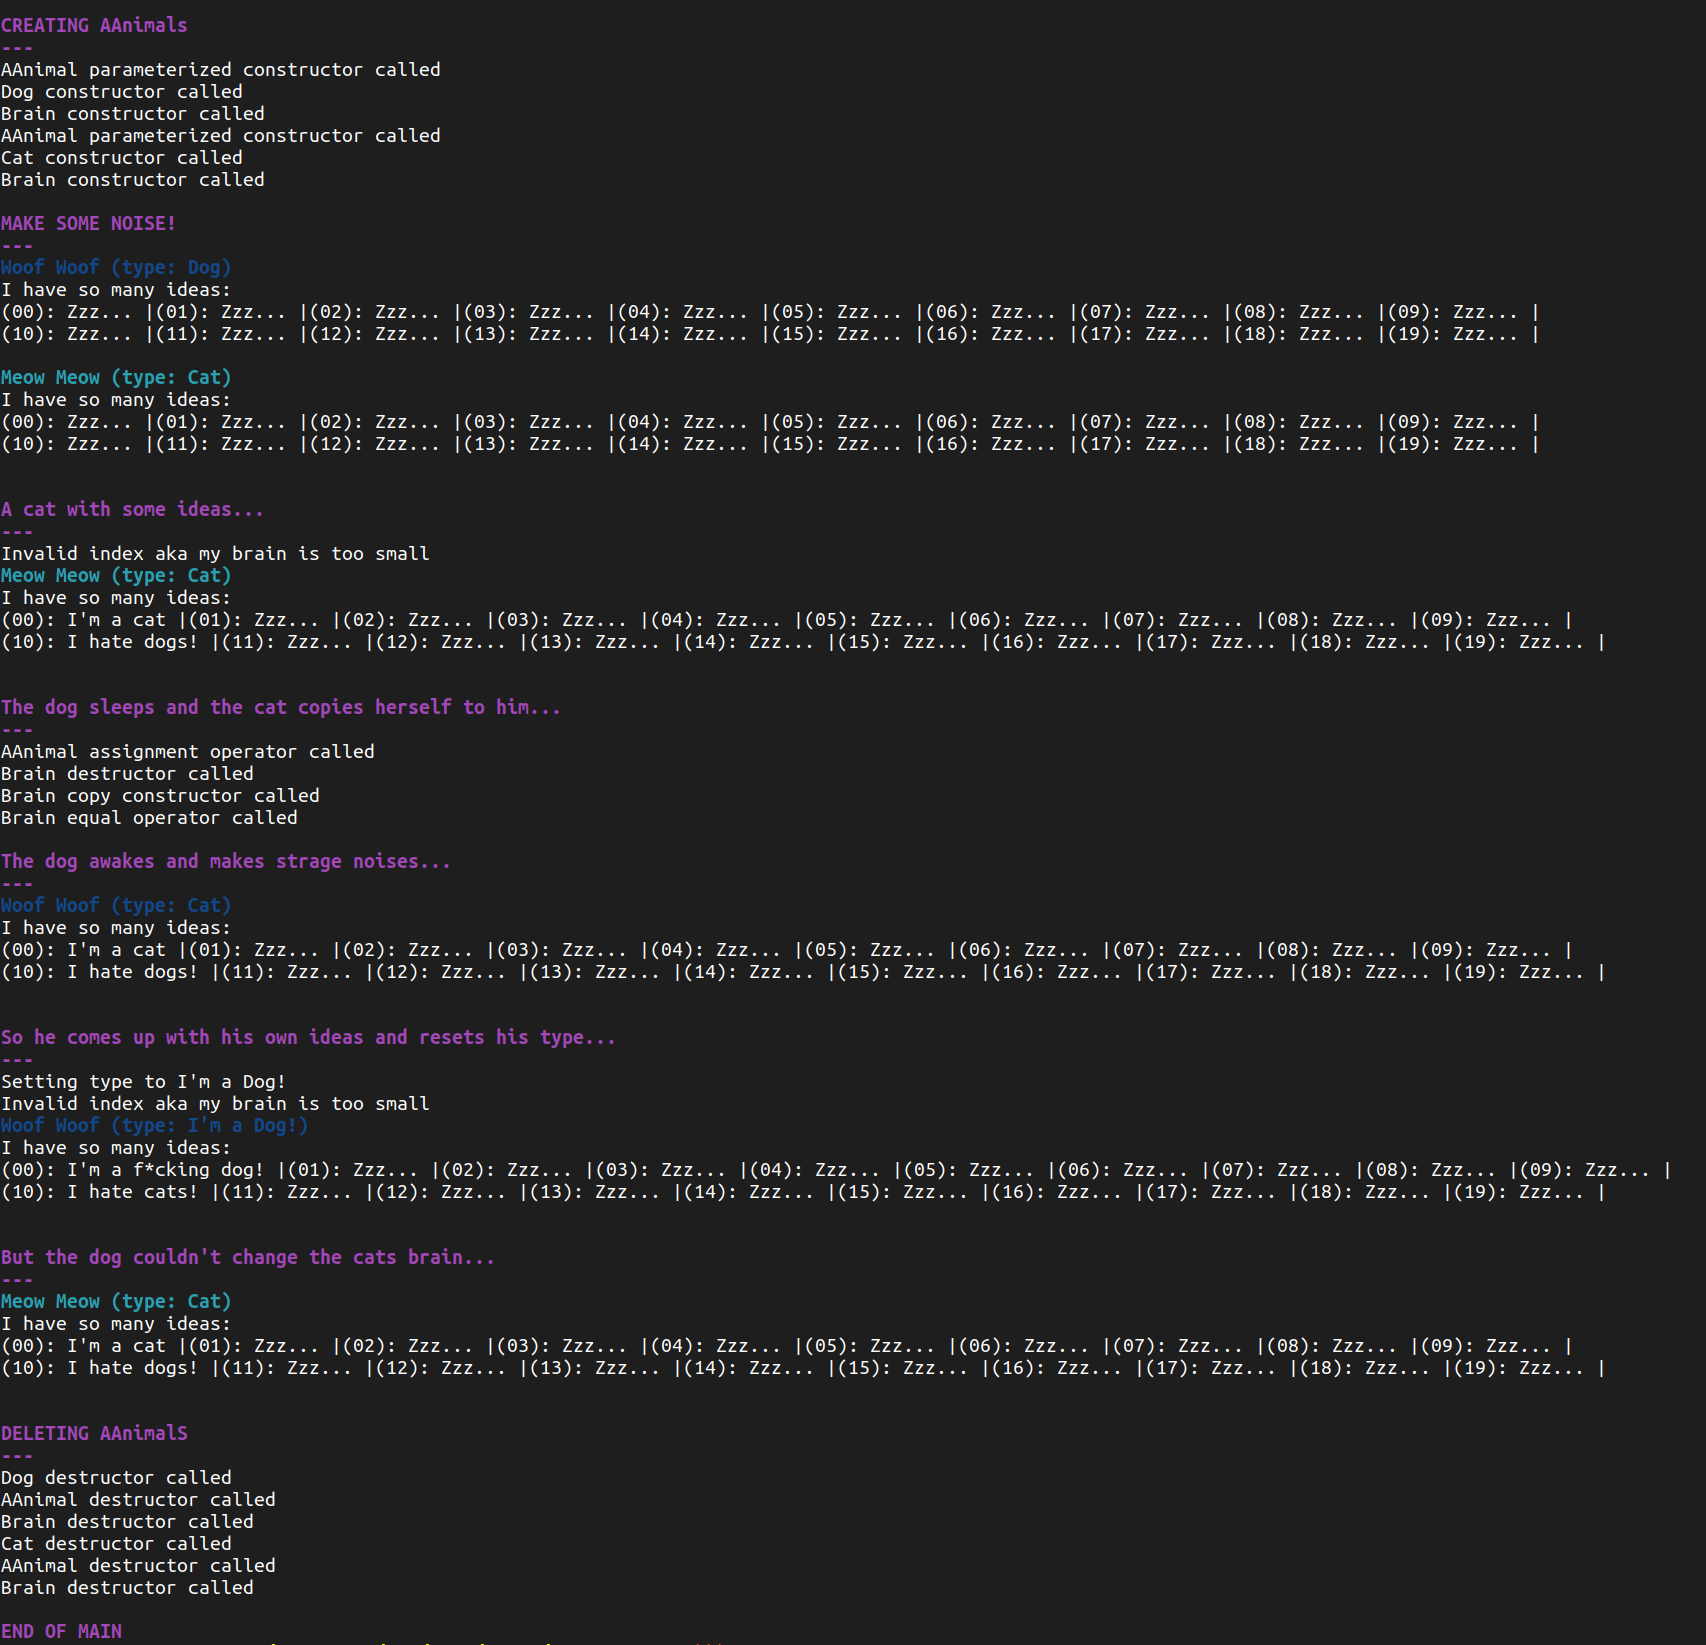 CREATING AAnimals
---
AAnimal parameterized constructor called
Dog constructor called
Brain constructor called
AAnimal parameterized constructor called
Cat constructor called
Brain constructor called
MAKE SOME NOISE!
---
Woof Woof (type: Dog)
I have so many ideas:
(00): Zzz... |(01): Zzz... |(02): Zzz... |(03): Zzz... |(04): Zzz... |(05): Zzz... |(06): Zzz... |(07): Zzz... |(08): Zzz... |(09): Zzz... |
(10): Zzz... |(11): Zzz... |(12): Zzz... |(13): Zzz... |(14): Zzz... |(15): Zzz... |(16): Zzz... |(17): Zzz... |(18): Zzz... |(19): Zzz... |
Meow Meow (type: Cat)
I have so many ideas:
(00): Zzz... |(01): Zzz... |(02): Zzz... |(03): Zzz... |(04): Zzz... |(05): Zzz... |(06): Zzz... |(07): Zzz... |(08): Zzz... |(09): Zzz... |
(10): Zzz... |(11): Zzz... |(12): Zzz... |(13): Zzz... |(14): Zzz... |(15): Zzz... |(16): Zzz... |(17): Zzz... |(18): Zzz... |(19): Zzz... |
A cat with some ideas...
---
Invalid index aka my brain is too small
Meow Meow (type: Cat)
I have so many ideas:
(00): I'm a cat |(01): Zzz... |(02): Zzz... |(03): Zzz... |(04): Zzz... |(05): Zzz... |(06): Zzz... |(07): Zzz... |(08): Zzz... |(09): Zzz... |
(10): I hate dogs! |(11): Zzz... |(12): Zzz... |(13): Zzz... |(14): Zzz... |(15): Zzz... |(16): Zzz... |(17): Zzz... |(18): Zzz... |(19): Zzz... |
The dog sleeps and the cat copies herself to him...
---
AAnimal assignment operator called
Brain destructor called
Brain copy constructor called
Brain equal operator called
The dog awakes and makes strage noises...
---
Woof Woof (type: Cat)
I have so many ideas:
(00): I'm a cat |(01): Zzz... |(02): Zzz... |(03): Zzz... |(04): Zzz... |(05): Zzz... |(06): Zzz... |(07): Zzz... |(08): Zzz... |(09): Zzz... |
(10): I hate dogs! |(11): Zzz... |(12): Zzz... |(13): Zzz... |(14): Zzz... |(15): Zzz... |(16): Zzz... |(17): Zzz... |(18): Zzz... |(19): Zzz... |
So he comes up with his own ideas and resets his type...
---
Setting type to I'm a Dog!
Invalid index aka my brain is too small
Woof Woof (type: I'm a Dog!)
I have so many ideas:
(00): I'm a f*cking dog! |(01): Zzz... |(02): Zzz... |(03): Zzz... |(04): Zzz... |(05): Zzz... |(06): Zzz... |(07): Zzz... |(08): Zzz... |(09): Zzz... |
(10): I hate cats! |(11): Zzz... |(12): Zzz... |(13): Zzz... |(14): Zzz... |(15): Zzz... |(16): Zzz... |(17): Zzz... |(18): Zzz... |(19): Zzz... |
But the dog couldn't change the cats brain...
---
Meow Meow (type: Cat)
I have so many ideas:
(00): I'm a cat |(01): Zzz... |(02): Zzz... |(03): Zzz... |(04): Zzz... |(05): Zzz... |(06): Zzz... |(07): Zzz... |(08): Zzz... |(09): Zzz... |
(10): I hate dogs! |(11): Zzz... |(12): Zzz... |(13): Zzz... |(14): Zzz... |(15): Zzz... |(16): Zzz... |(17): Zzz... |(18): Zzz... |(19): Zzz... |
DELETING AAnimalS
---
Dog destructor called
AAnimal destructor called
Brain destructor called
Cat destructor called
AAnimal destructor called
Brain destructor called
END OF MAIN